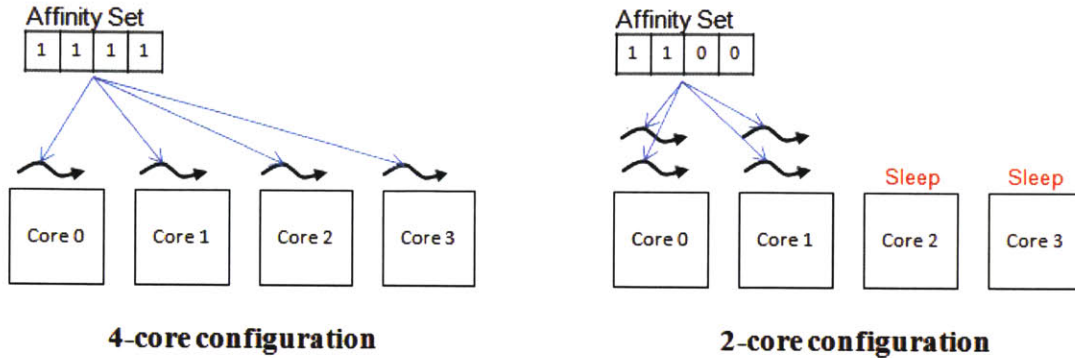 Affinity Set
1 1 1 1
Core 0
Core 1
Core 2
Core 3
4-core configuration
Affinity Set
1 1 0 0
Sleep
Sleep
Core 0
Core 1
Core 2
Core 3
2-core configuration